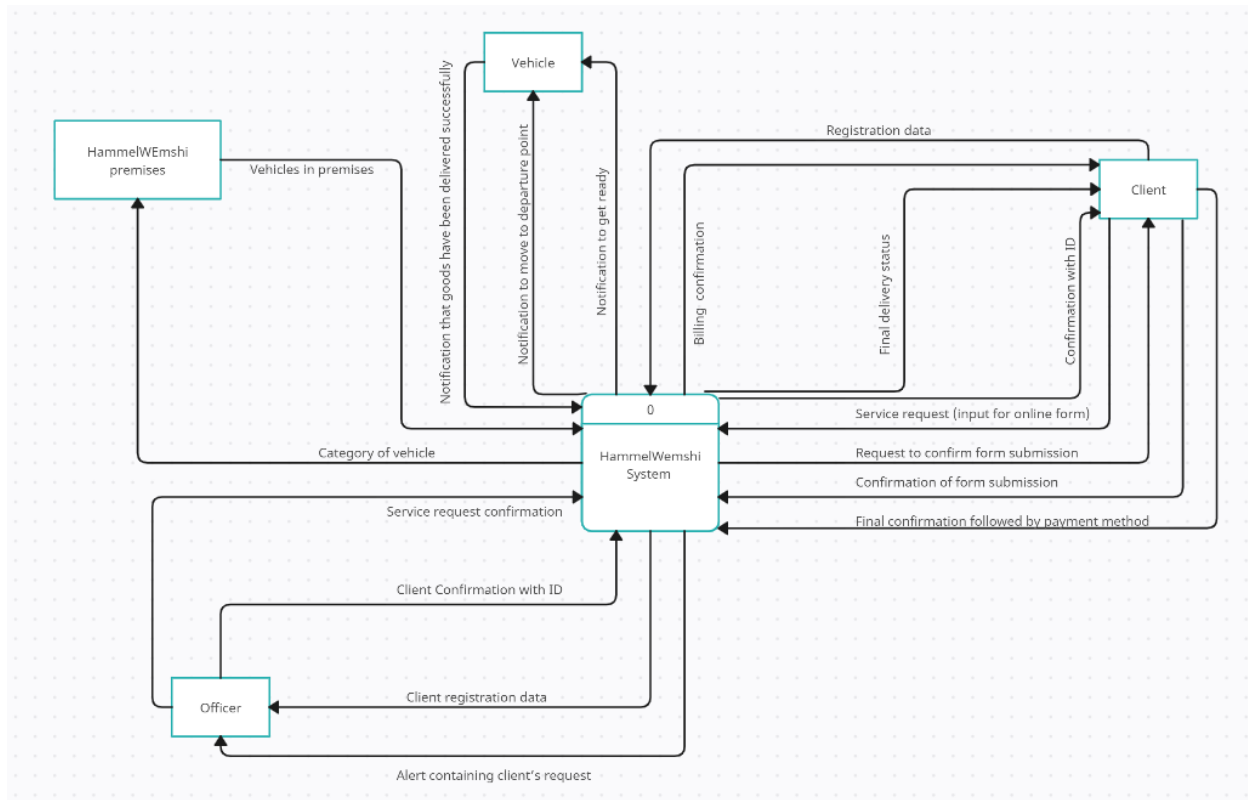 Vehicle
HammelWEmshi
premises
Vehicles in premises
Notification that goods have been delivered successfully
Notification to move to departure point
Notification to get ready
Registration data
Client
Billing confirmation
Final delivery status
Confirmation with ID
0
HammelWemshi
System
Service request (input for online form)
Category of vehicle
Request to confirm form submission
Confirmation of form submission
Service request confirmation
Final confirmation followed by payment method
Client Confirmation with ID
Client registration data
Officer
Alert containing client's request